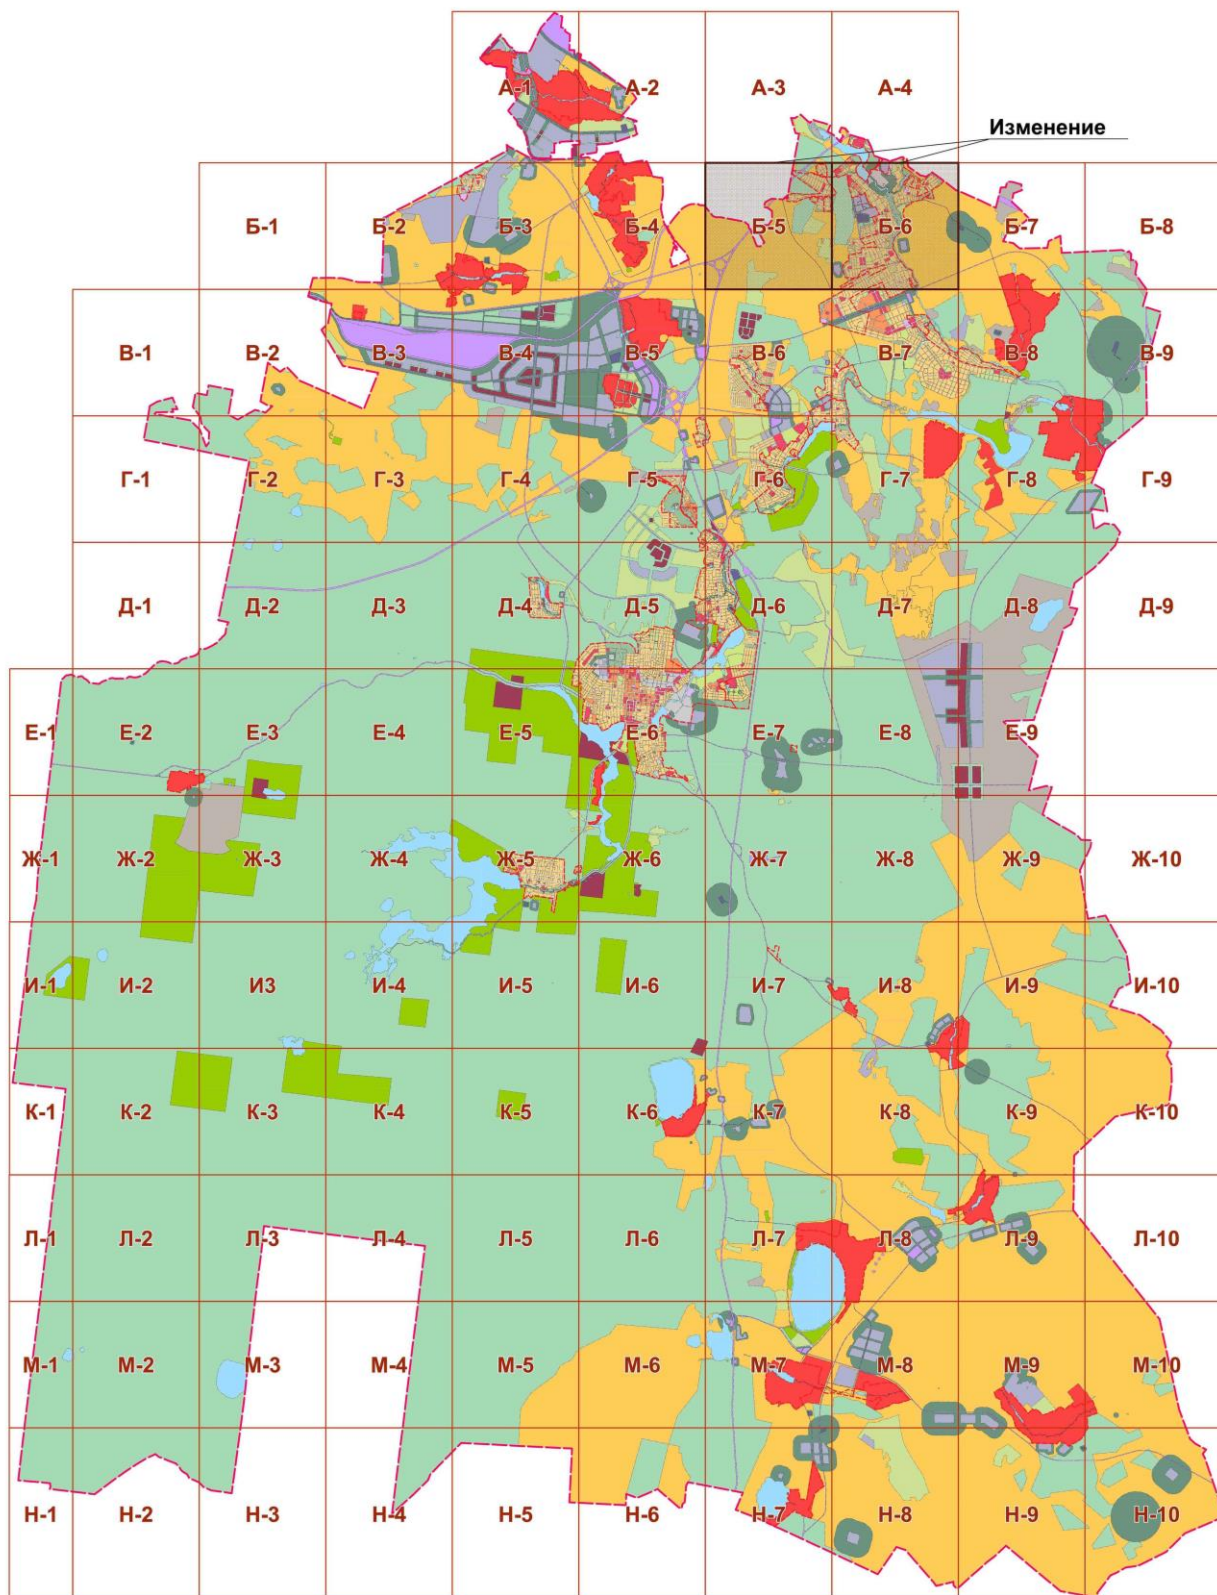 А-1 А-2 А-3 А-4
Изменение
Б-1 Б-2 Б-3 Б-4 Б-5 Б-6 Б-7 Б-8
В-1 В-2 В-3 В-4 В-5 В-6 В-7 В-8 В-9
Г-1 Г-2 Г-3 Г-4 Г-5 Г-6 Г-7 Г-8 Г-9
Д-1 Д-2 Д-3 Д-4 Д-5 Д-6 Д-7 Д-8 Д-9
Е-1 Е-2 Е-3 Е-4 Е-5 Е-6 Е-7 Е-8 Е-9
Ж-1 Ж-2 Ж-3 Ж-4 Ж-5 Ж-6 Ж-7 Ж-8 Ж-9 Ж-10
И-1 И-2 И3 И-4 И-5 И-6 И-7 И-8 И-9 И-10
К-1 К-2 К-3 К-4 К-5 К-6 К-7 К-8 К-9 К-10
Л-1 Л-2 Л-3 Л-4 Л-5 Л-6 Л-7 Л-8 Л-9 Л-10
М-1 М-2 М-3 М-4 М-5 М-6 М-7 М-8 М-9 М-10
Н-1 Н-2 Н-3 Н-4 Н-5 Н-6 Н-7 Н-8 Н-9 Н-10